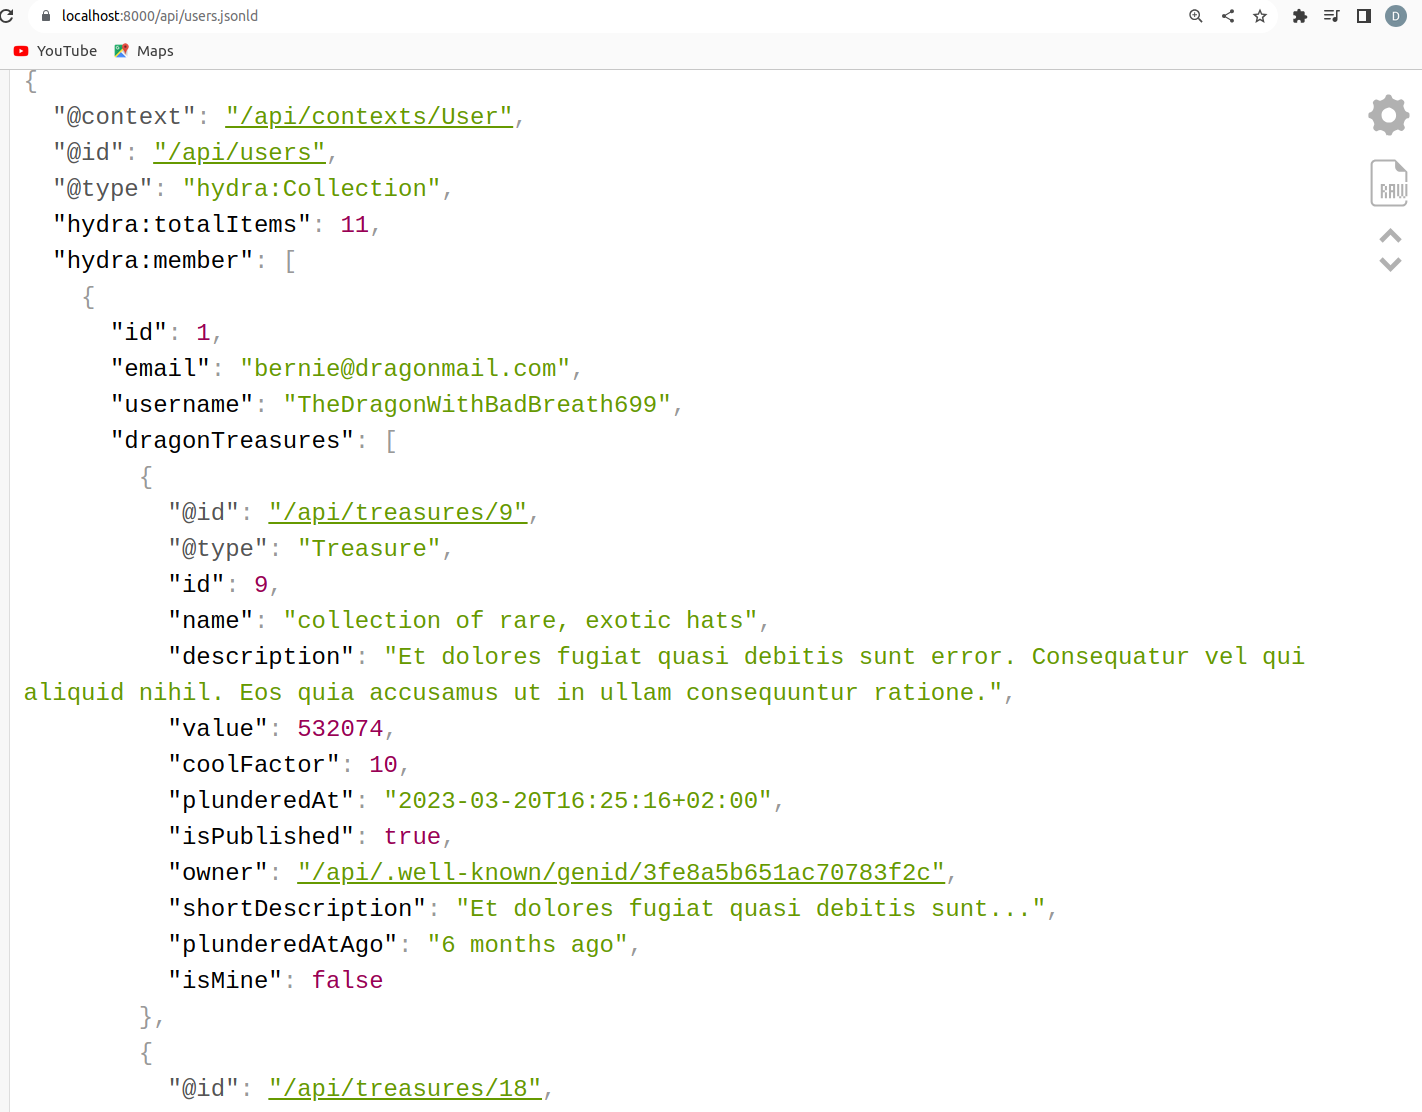 localhost:8000/api/users.jsonld
D
YouTube Maps
{
"@context": "/api/contexts/User",
"@id": "/api/users",
"@type": "hydra:Collection",
"hydra:totalItems": 11,
"hydra:member": [
{
"id": 1,
"email": "bernie@dragonmail.com",
"username": "TheDragonWithBadBreath699",
"dragonTreasures": [
{
"@id": "/api/treasures/9",
"@type": "Treasure",
"id": 9,
"name": "collection of rare, exotic hats",
"description": "Et dolores fugiat quasi debitis sunt error. Consequatur vel qui
aliquid nihil. Eos quia accusamus ut in ullam consequuntur ratione.",
"value": 532074,
"coolFactor": 10,
"plunderedAt": "2023-03-20T16:25:16+02:00",
"isPublished": true,
"owner": "/api/.well-known/genid/3fe8a5b651ac70783f2c",
"shortDescription": "Et dolores fugiat quasi debitis sunt...",
"plunderedAtAgo": "6 months ago",
"isMine": false
},
{
"@id": "/api/treasures/18",
RAW